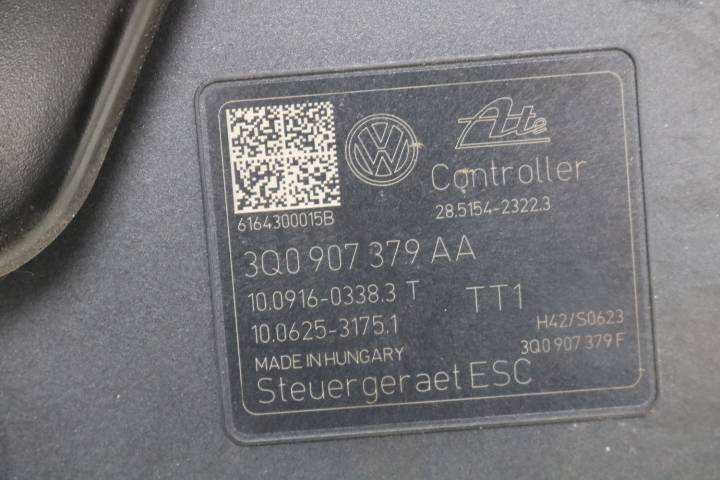 Ate
Controller
28.5154-2322.3
6164300015B
3Q0 907 379 AA
10.0916-0338.3 T TT1
10.0625-3175.1 H42/S0623
MADE IN HUNGARY 3Q0 907 379 F
Steuergeraet ESC